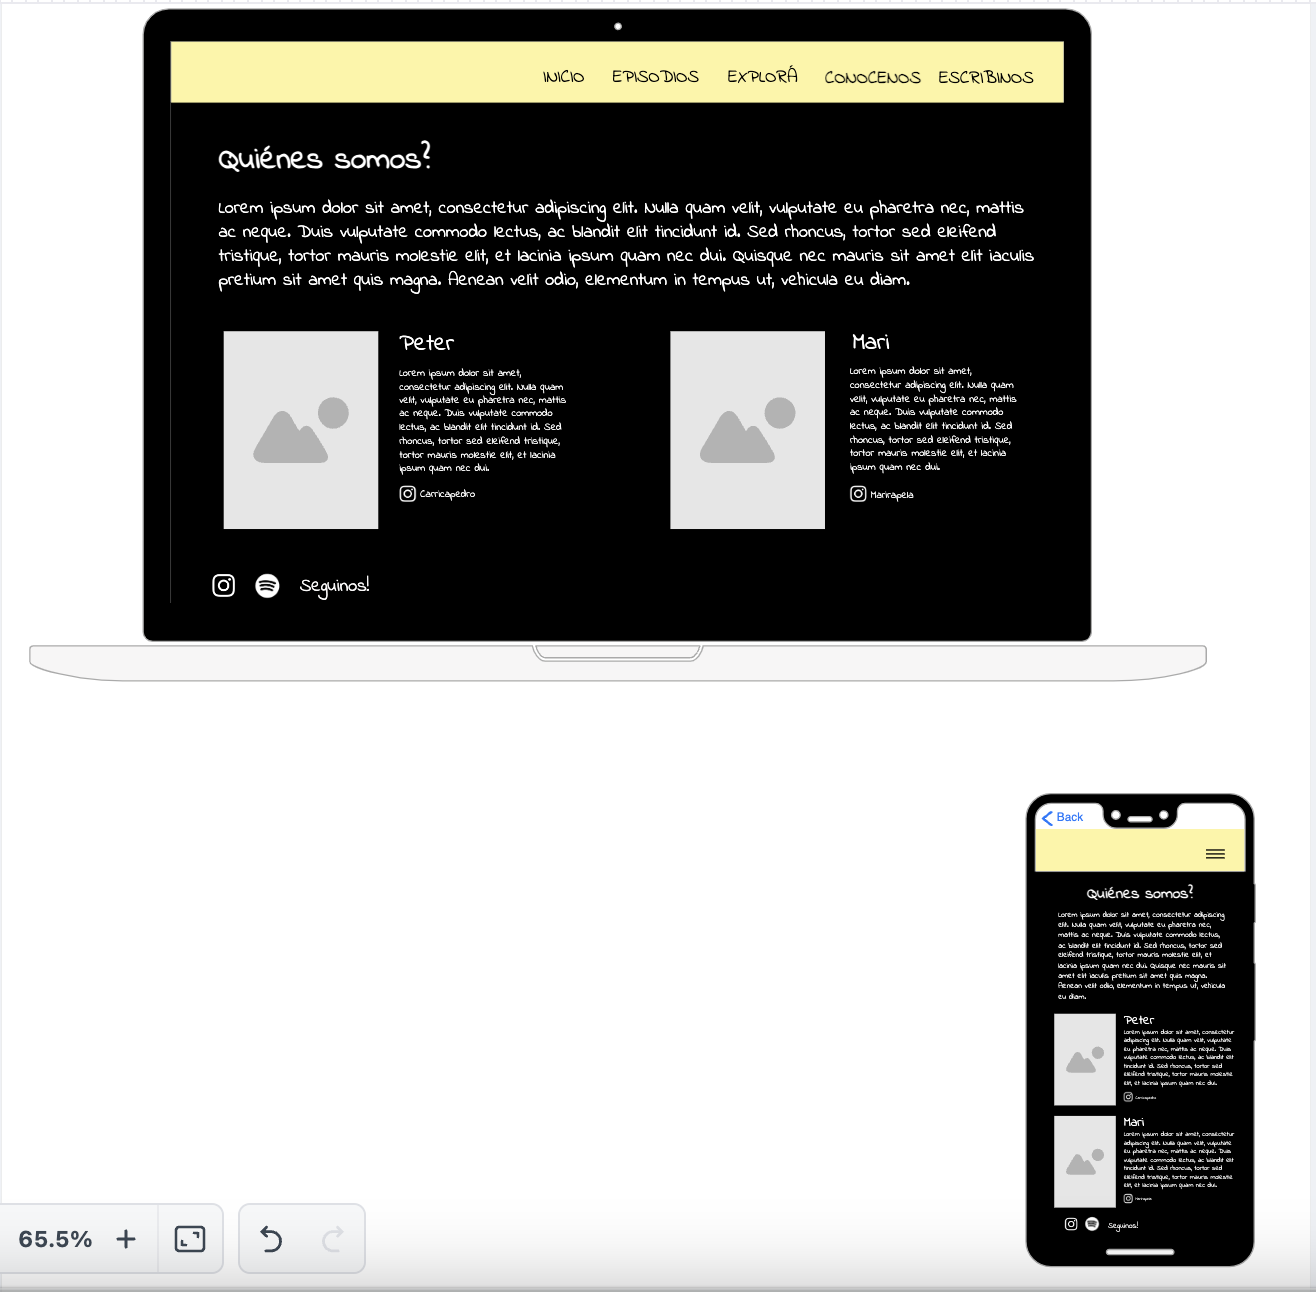 INICIO EPISODIOS EXPLORÁ CONOCENOS ESCRIBINOS
Quiénes somos?
Lorem ipsum dolor sit amet, consectetur adipiscing elit. Nulla quam velit, vulputate eu pharetra nec, mattis
ac neque. Duis vulputate commodo lectus, ac blandit elit tincidunt id. Sed rhoncus, tortor sed eleifend
tristique, tortor mauris molestie elit, et lacinia ipsum quam nec dui. Quisque nec mauris sit amet elit iaculis
pretium sit amet quis magna. Aenean velit odio, elementum in tempus ut, vehicula eu diam.
Peter
Lorem ipsum dolor sit amet,
consectetur adipiscing elit. Nulla quam
velit, vulputate eu pharetra nec, mattis
ac neque. Duis vulputate commodo
lectus, ac blandit elit tincidunt id. Sed
rhoncus, tortor sed eleifend tristique,
tortor mauris molestie elit, et lacinia
ipsum quam nec dui.
Carricapedro
Mari
Lorem ipsum dolor sit amet,
consectetur adipiscing elit. Nulla quam
velit, vulputate eu pharetra nec, mattis
ac neque. Duis vulputate commodo
lectus, ac blandit elit tincidunt id. Sed
rhoncus, tortor sed eleifend tristique,
tortor mauris molestie elit, et lacinia
ipsum quam nec dui.
Marirapela
Seguinos!
Back
Quiénes somos?
Lorem ipsum dolor sit amet, consectetur adipiscing
elit. Nulla quam velit, vulputate eu pharetra nec,
mattis ac neque. Duis vulputate commodo lectus,
ac blandit elit tincidunt id. Sed rhoncus, tortor sed
eleifend tristique, tortor mauris molestie elit, et
lacinia ipsum quam nec dui. Quisque nec mauris sit
amet elit iaculis pretium sit amet quis magna.
Aenean velit odio, elementum in tempus ut, vehicula
eu diam.
Peter
Lorem ipsum dolor sit amet, consectetur
adipiscing elit. Nulla quam velit, vulputate
eu pharetra nec, mattis ac neque. Duis
vulputate commodo lectus, ac blandit elit
tincidunt id. Sed rhoncus, tortor sed
eleifend tristique, tortor mauris molestie
elit, et lacinia ipsum quam nec dui.
Carricapedro
Mari
Lorem ipsum dolor sit amet, consectetur
adipiscing elit. Nulla quam velit, vulputate
eu pharetra nec, mattis ac neque. Duis
vulputate commodo lectus, ac blandit elit
tincidunt id. Sed rhoncus, tortor sed
eleifend tristique, tortor mauris molestie
elit, et lacinia ipsum quam nec dui.
Marirapela
Seguinos!
65.5%